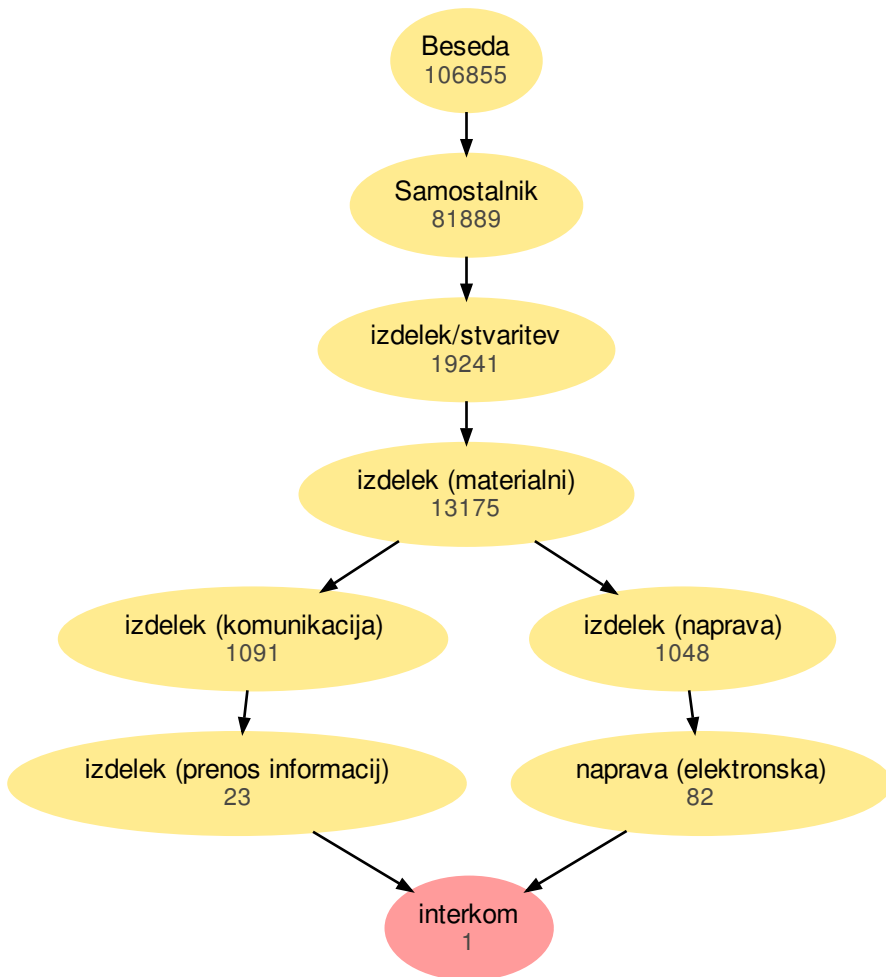 Beseda
106855
Samostalnik
81889
izdelek/stvaritev
19241
izdelek (materialni)
13175
izdelek (komunikacija)
1091
izdelek (naprava)
1048
izdelek (prenos informacij)
23
naprava (elektronska)
82
interkom
1